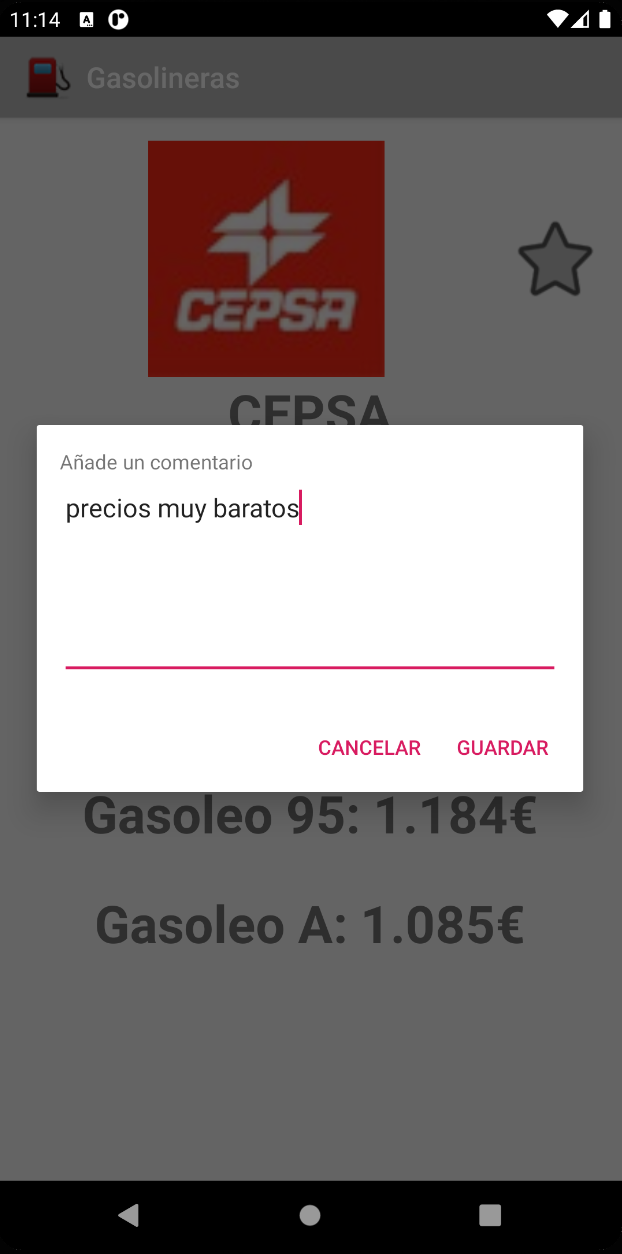 11:14
Gasolineras
CEPSA
CEPSA
Añade un comentario
precios muy baratos
CANCELAR
GUARDAR
Gasoleo 95: 1.184€
Gasoleo A: 1.085€